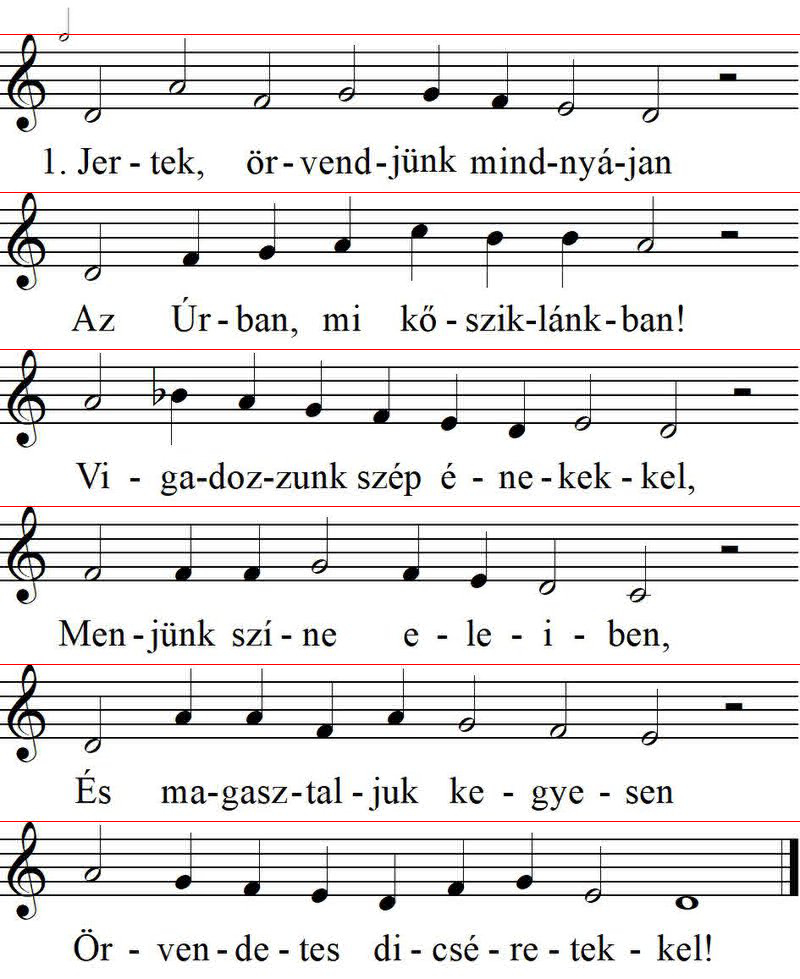 1. Jer - tek, ör - vend - jünk mind - nyá - jan
Az Úr - ban, mi kő - szik - lánk - ban!
Vi - ga - doz - zunk szép é - ne - kek - kel,
Men - jünk szí - ne e - le - i - ben,
És ma - gasz - tal - juk ke - gye - sen
Ör - ven - de - tes di - csé - re - tek - kel!